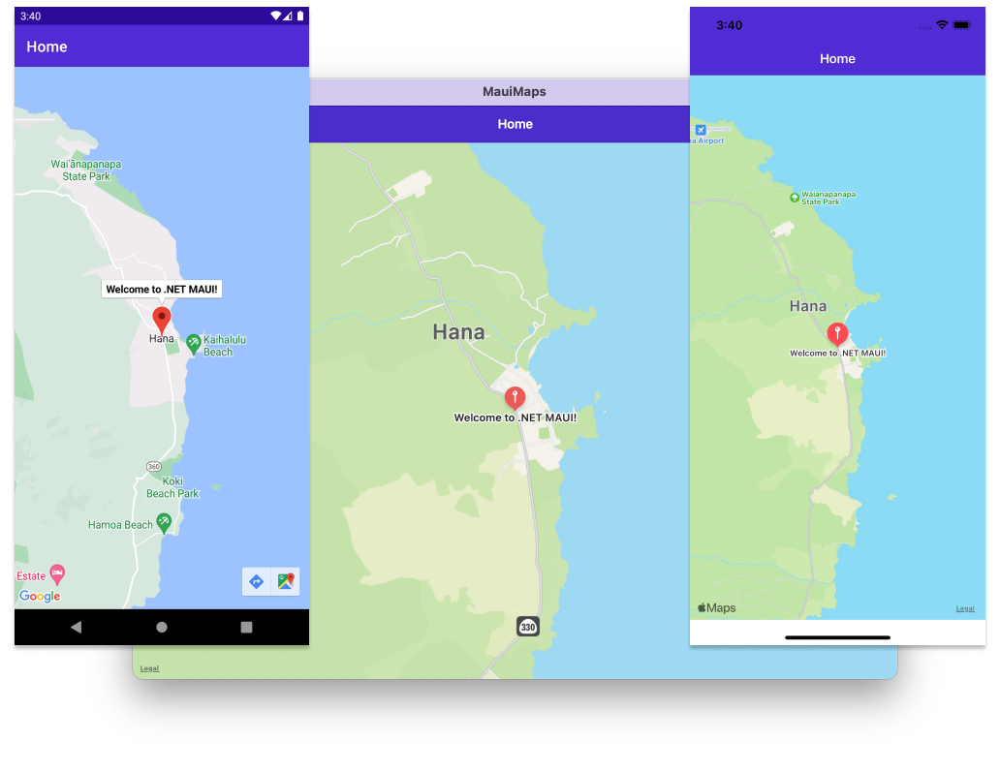 3:40
Home
Wai'ānapanapa
State Park
Welcome to .NET MAUI!
Hana
Kaihalulu
Beach
360
Koki
Beach Park
Hamoa Beach
Estate
Google
MauiMaps
Home
Hana
Welcome to .NET MAUI!
330
Legal
3:40
Home
a Airport
Waianapanapa
State Park
Hana
Welcome to .NET MAUI!
Maps
Legal